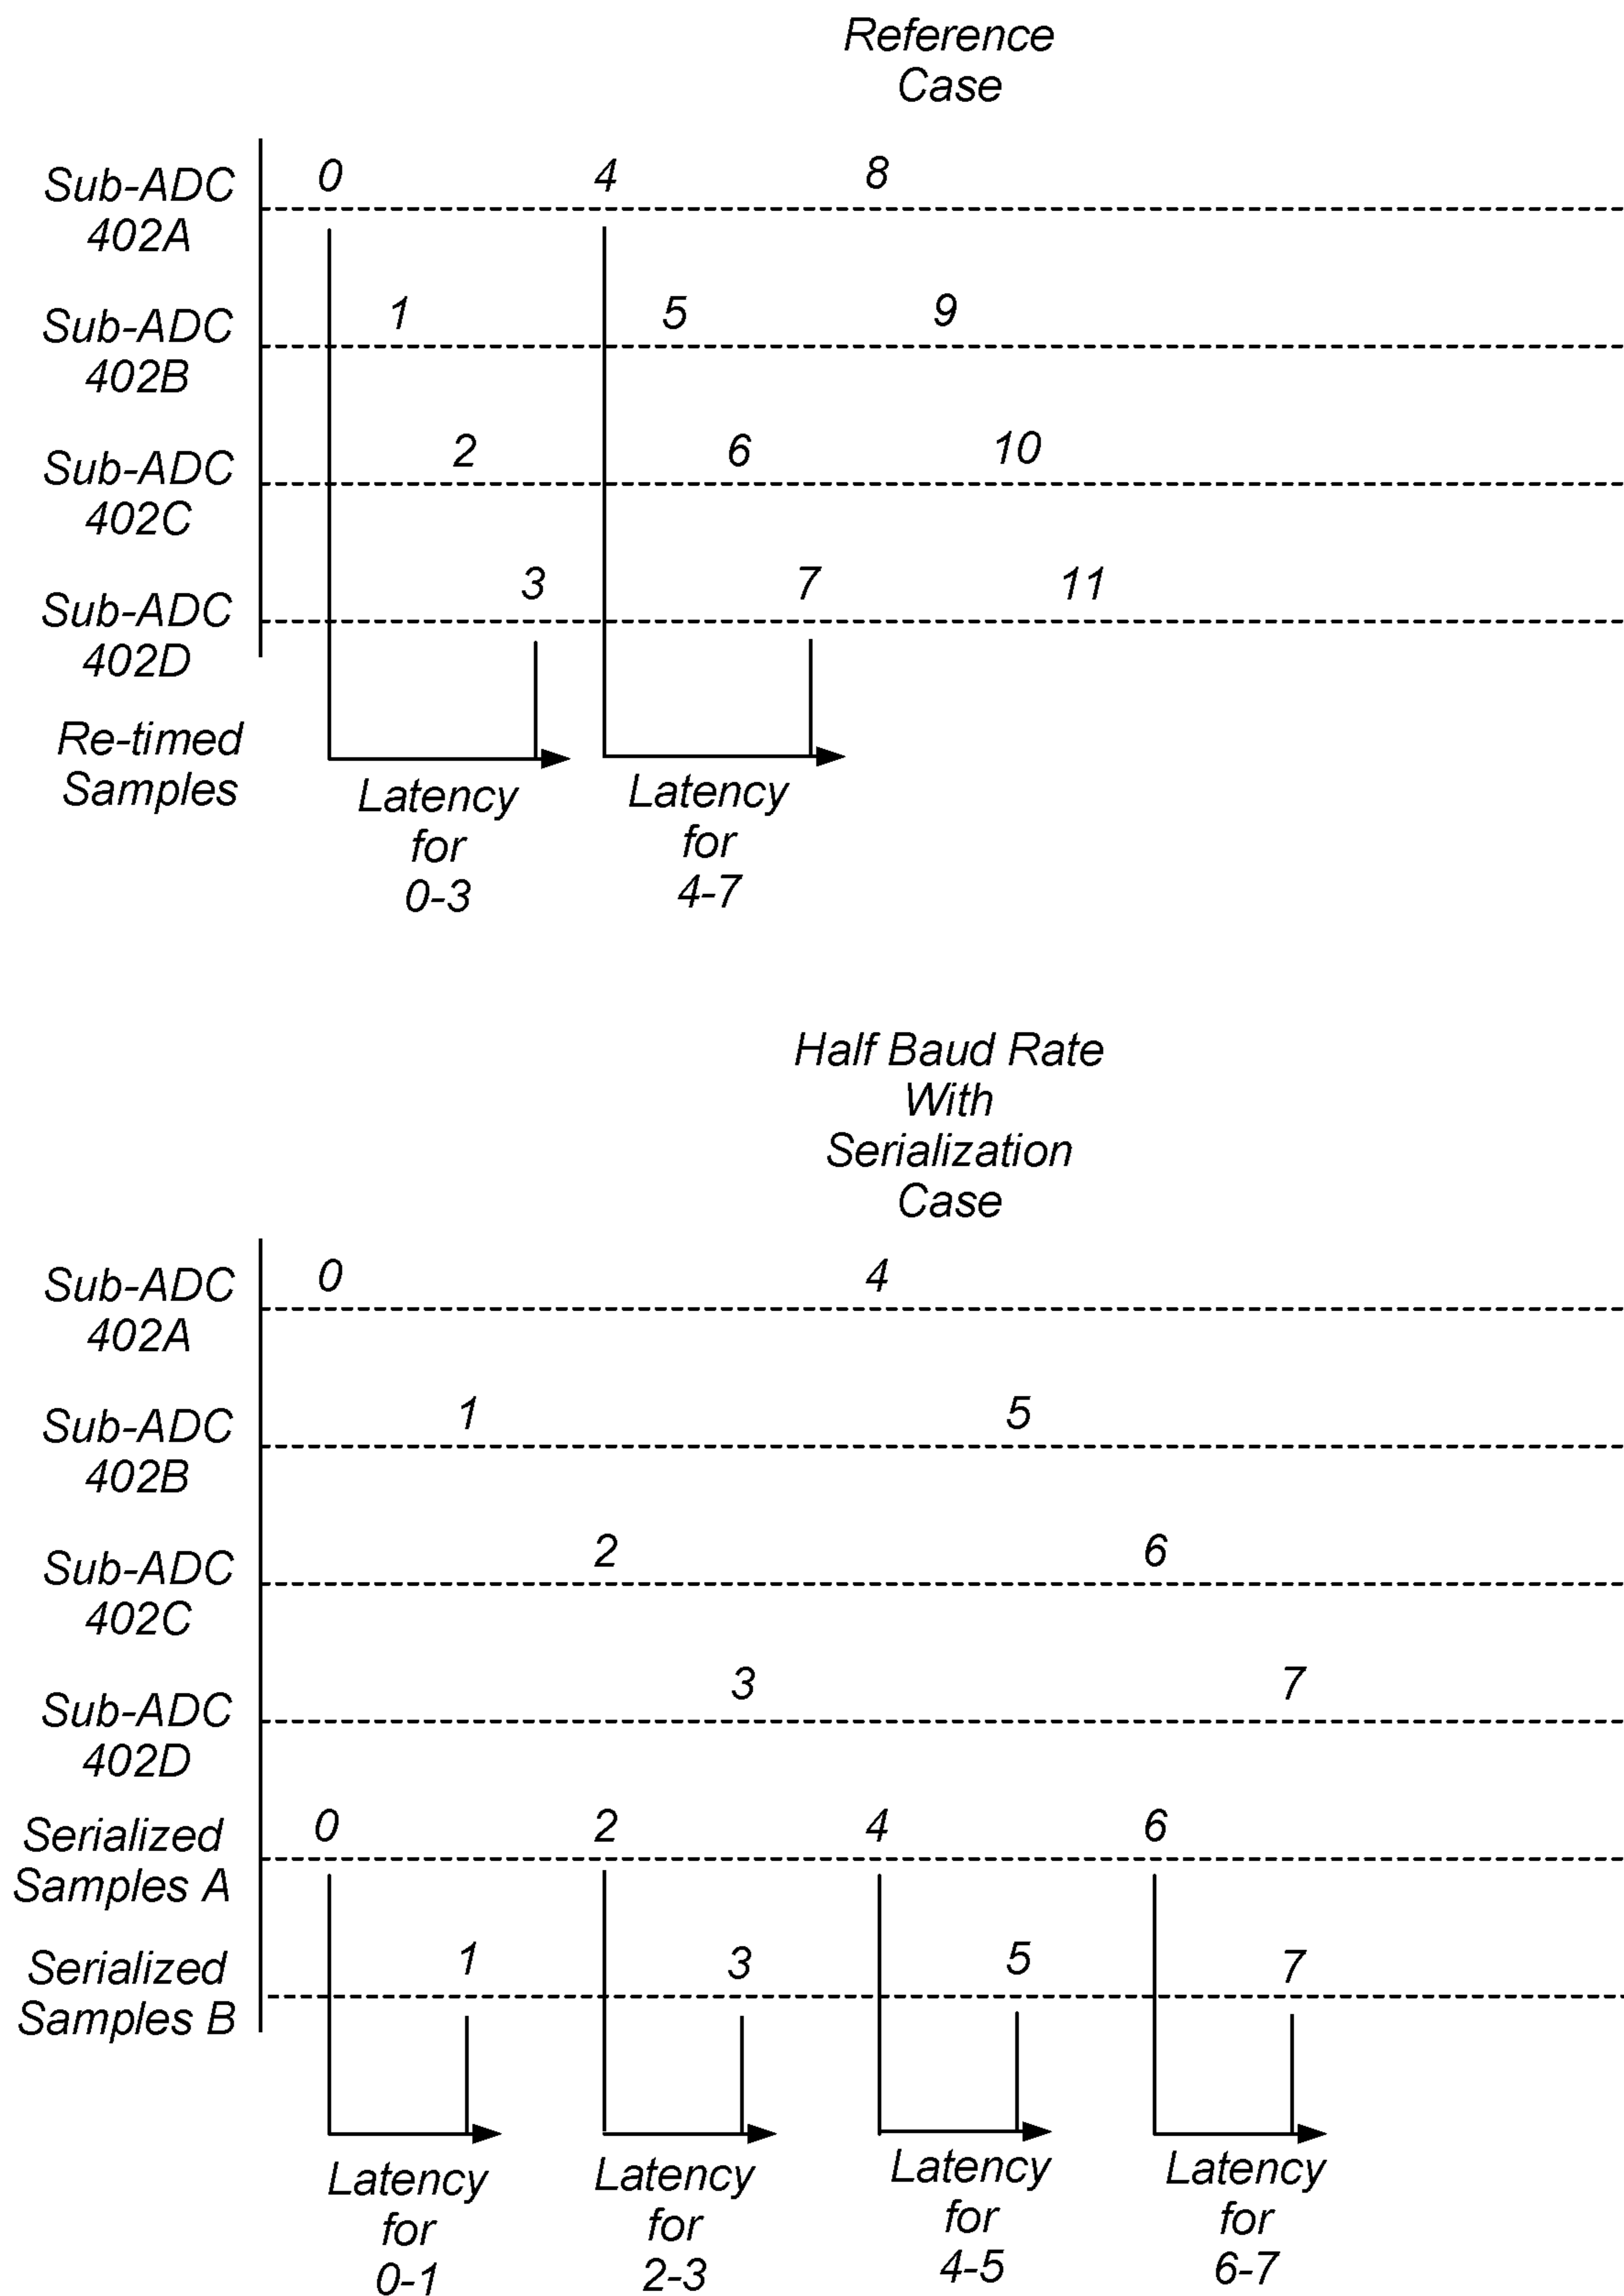 Reference
Case
Sub-ADC
402A
0 4 8
Sub-ADC
402B
1 5 9
Sub-ADC
402C
2 6 10
Sub-ADC
402D
3 7 11
Re-timed
Samples
Latency
for
0-3
Latency
for
4-7
Half Baud Rate
With
Serialization
Case
Sub-ADC
402A
0 4
Sub-ADC
402B
1 5
Sub-ADC
402C
2 6
Sub-ADC
402D
3 7
Serialized
Samples A
0 2 4 6
Serialized
Samples B
1 3 5 7
Latency
for
0-1
Latency
for
2-3
Latency
for
4-5
Latency
for
6-7